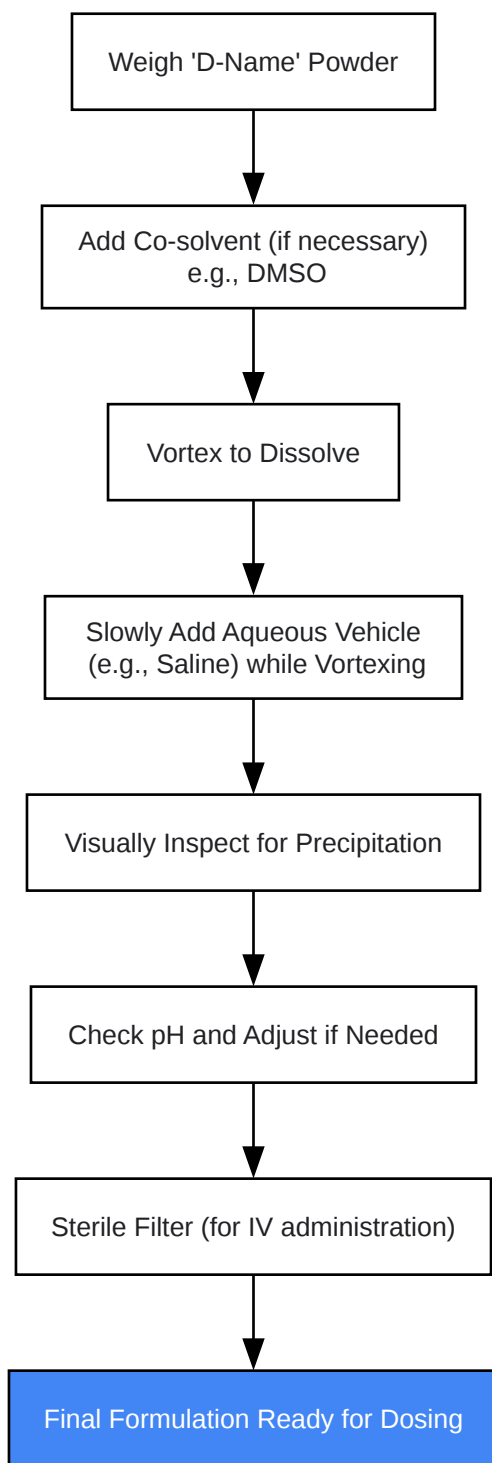 Weigh 'D-Name' Powder
Add Co-solvent (if necessary)
e.g., DMSO
Vortex to Dissolve
Slowly Add Aqueous Vehicle
(e.g., Saline) while Vortexing
Visually Inspect for Precipitation
Check pH and Adjust if Needed
Sterile Filter (for IV administration)
Final Formulation Ready for Dosing